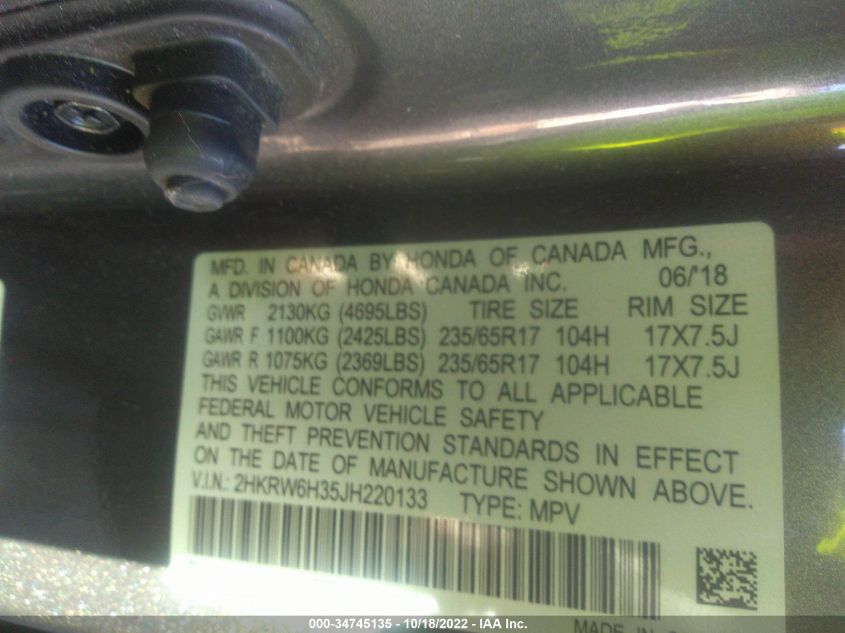 MFD. IN CANADA BY HONDA OF CANADA MFG.,
A DIVISION OF HONDA CANADA INC. 06/'18
GVWR 2130KG (4695LBS) TIRE SIZE RIM SIZE
GAWR F 1100KG (2425LBS) 235/65R17 104H 17X7.5J
GAWR R 1075KG (2369LBS) 235/65R17 104H 17X7.5J
THIS VEHICLE CONFORMS TO ALL APPLICABLE
FEDERAL MOTOR VEHICLE SAFETY
AND THEFT PREVENTION STANDARDS IN EFFECT
ON THE DATE OF MANUFACTURE SHOWN ABOVE.
V.I.N.: 2HKRW6H35JH220133 TYPE: MPV
MADE IN
000-34745135 - 10/18/2022 - IAA Inc.